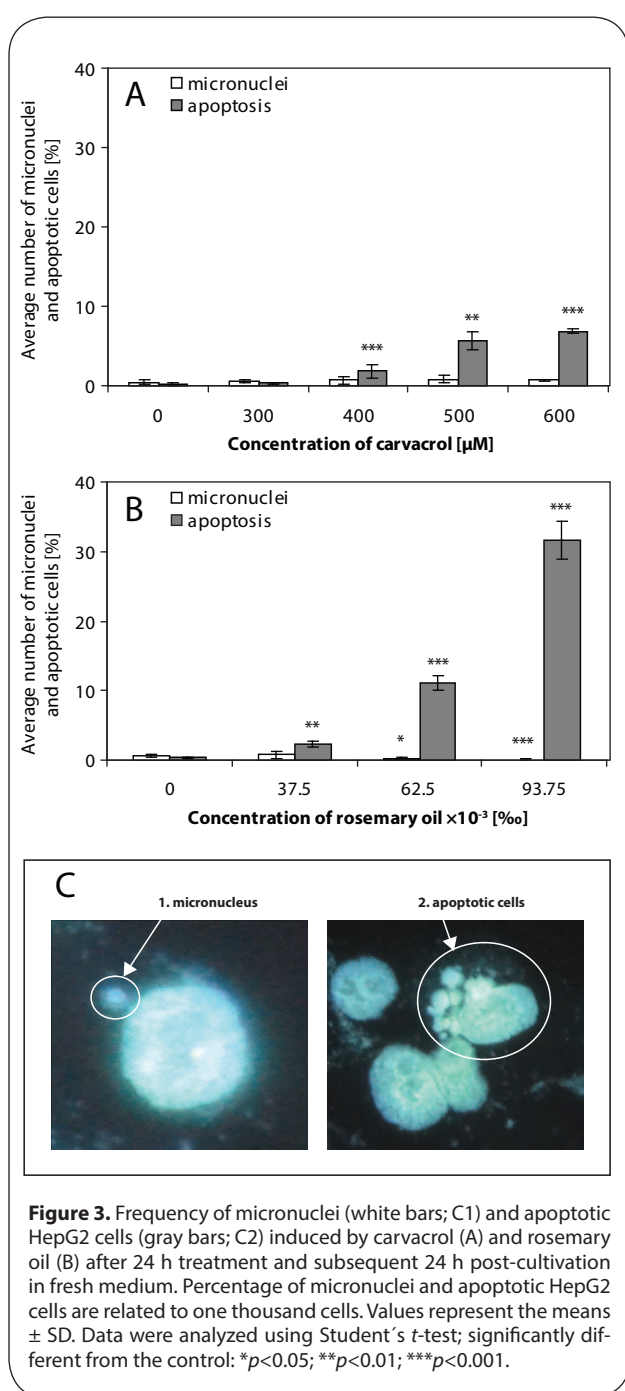 40
30
20
10
0
Average number of micronuclei
and apoptotic cells [%]
A
micronuclei
apoptosis
***
**
***
0 300 400 500 600
Concentration of carvacrol [µM]
40
30
20
10
0
Average number of micronuclei
and apoptotic cells [%]
B
micronuclei
apoptosis
**
*
***
***
***
0 37.5 62.5 93.75
Concentration of rosemary oil ×10⁻³ [‰]
C
1. micronucleus
2. apoptotic cells
Figure 3. Frequency of micronuclei (white bars; C1) and apoptotic
HepG2 cells (gray bars; C2) induced by carvacrol (A) and rosemary
oil (B) after 24 h treatment and subsequent 24 h post-cultivation
in fresh medium. Percentage of micronuclei and apoptotic HepG2
cells are related to one thousand cells. Values represent the means
± SD. Data were analyzed using Student´s t-test; significantly dif-
ferent from the control: *p<0.05; **p<0.01; ***p<0.001.